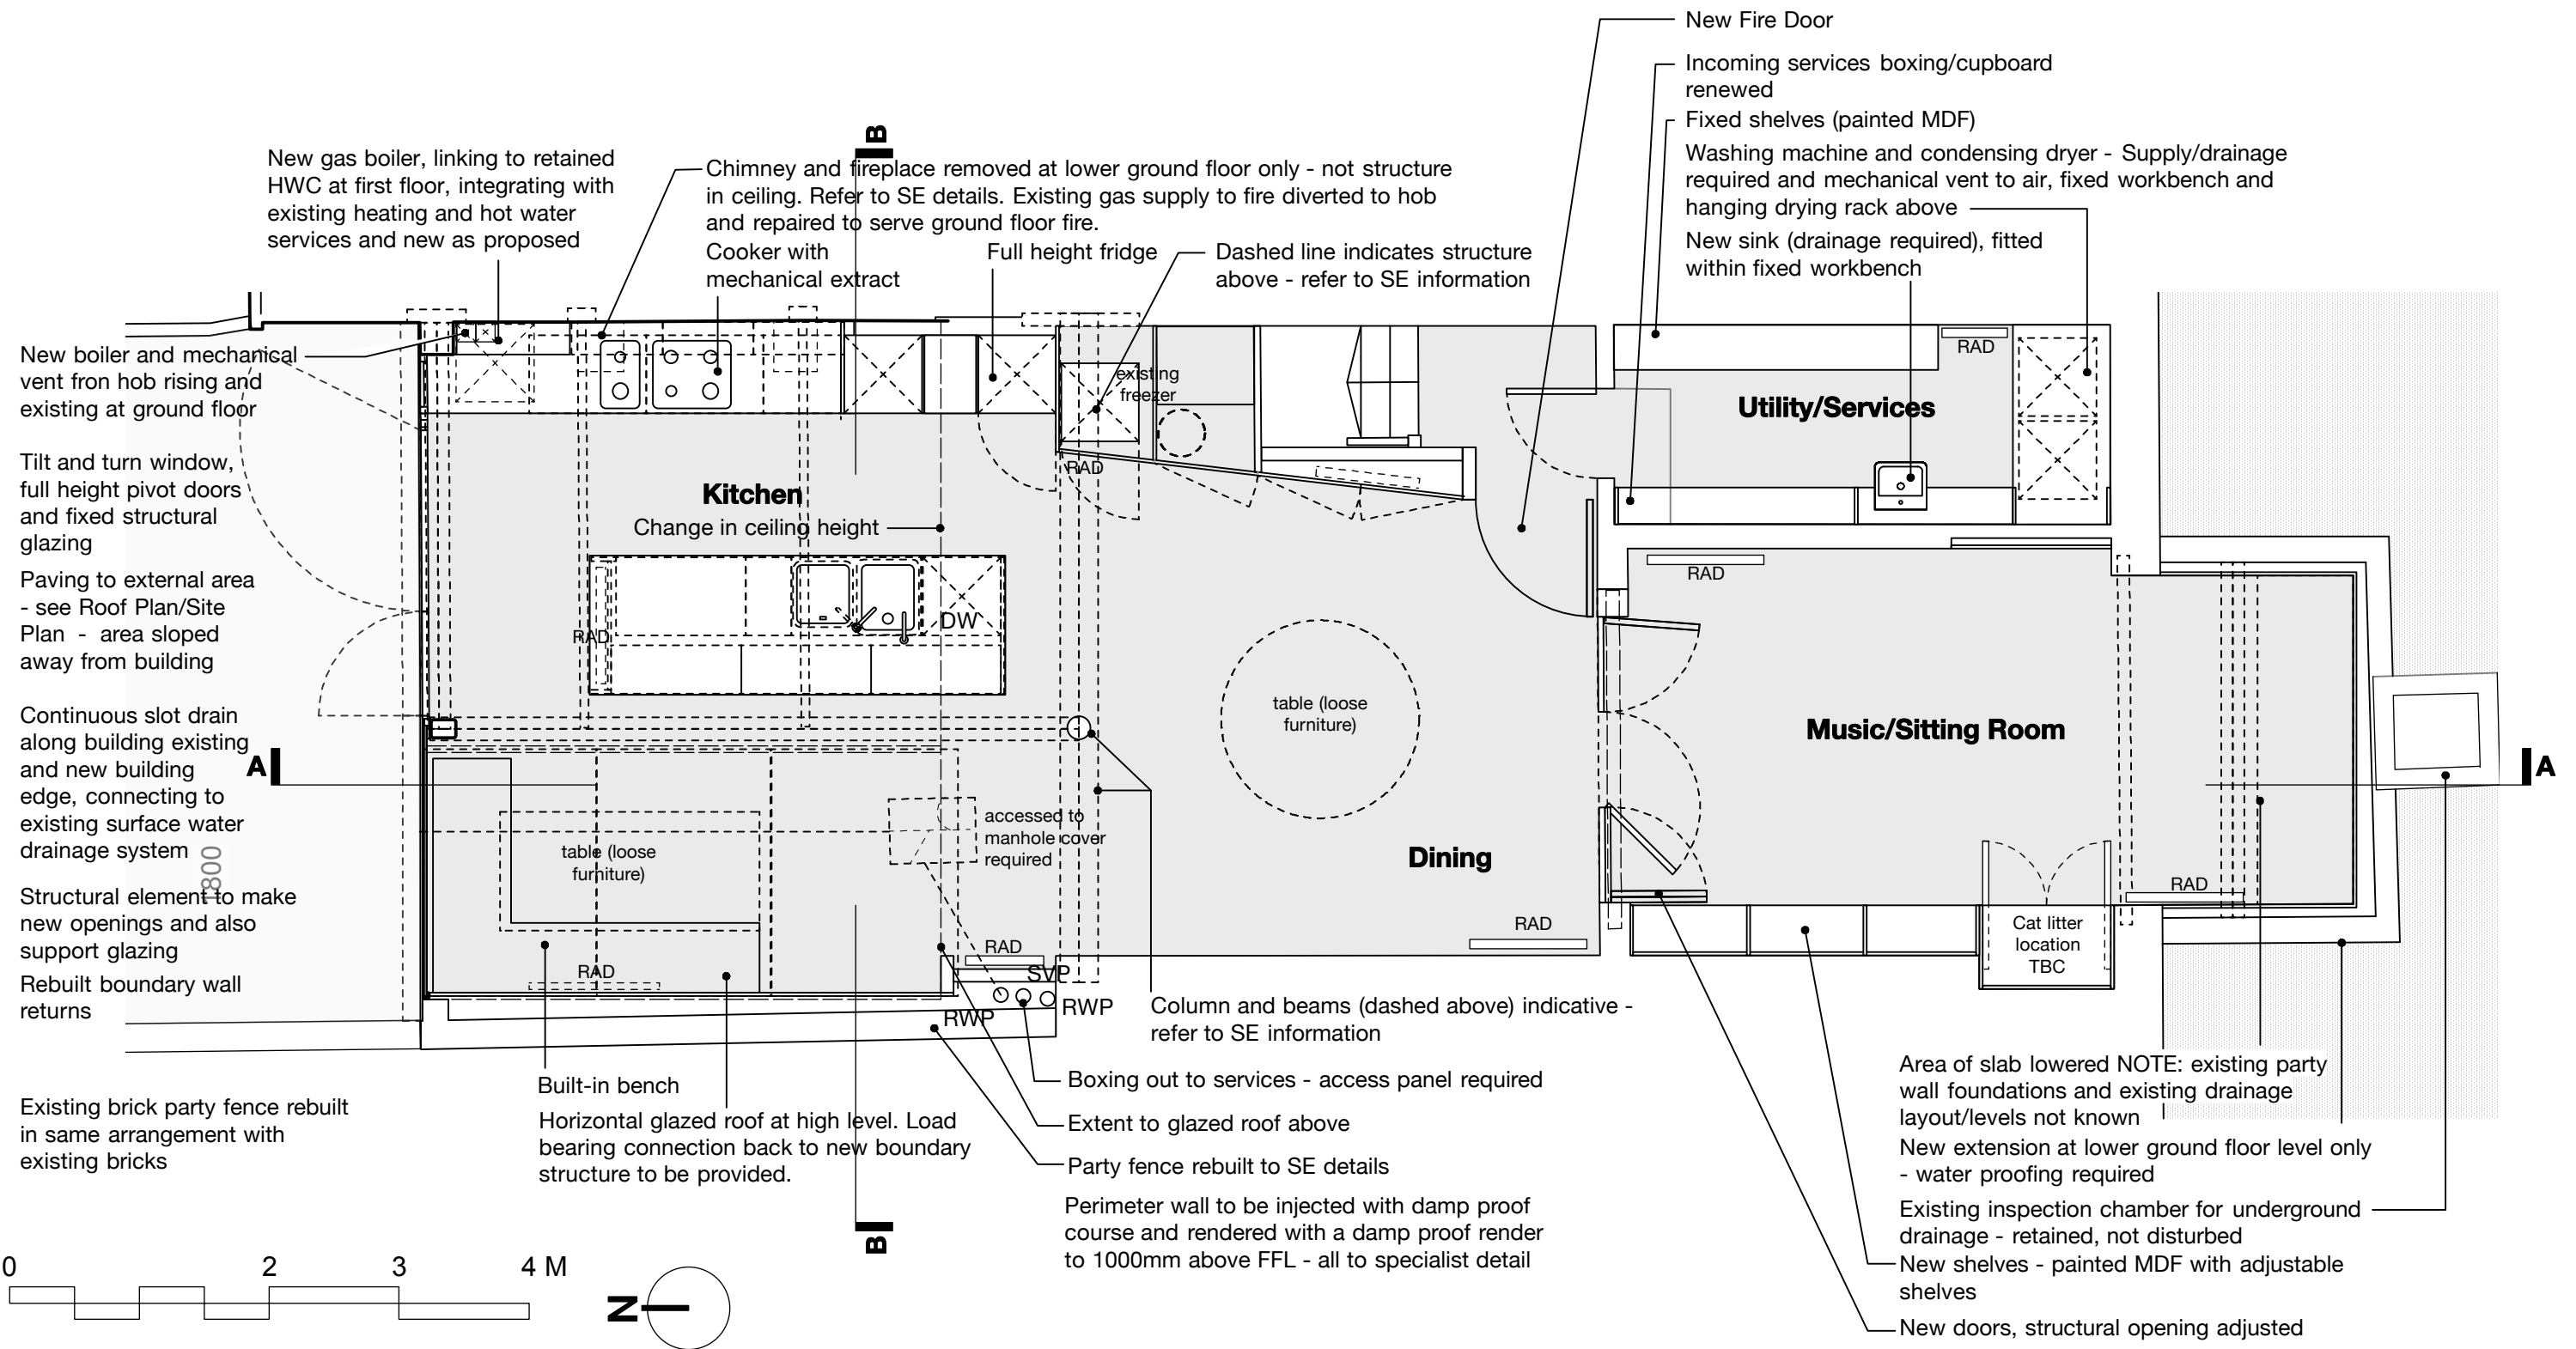 New Fire Door
Incoming services boxing/cupboard
renewed
Fixed shelves (painted MDF)
Washing machine and condensing dryer - Supply/drainage
required and mechanical vent to air, fixed workbench and
hanging drying rack above
New sink (drainage required), fitted
within fixed workbench
B
New gas boiler, linking to retained
HWC at first floor, integrating with
existing heating and hot water
services and new as proposed
Chimney and fireplace removed at lower ground floor only - not structure
in ceiling. Refer to SE details. Existing gas supply to fire diverted to hob
and repaired to serve ground floor fire.
Cooker with
mechanical extract
Full height fridge
Dashed line indicates structure
above - refer to SE information
New boiler and mechanical
vent fron hob rising and
existing at ground floor
Tilt and turn window,
full height pivot doors
and fixed structural
glazing
Paving to external area
- see Roof Plan/Site
Plan - area sloped
away from building
Continuous slot drain
along building existing
and new building
edge, connecting to
existing surface water
drainage system
1800
Structural element to make
new openings and also
support glazing
Rebuilt boundary wall
returns
Existing brick party fence rebuilt
in same arrangement with
existing bricks
existing
freezer
RAD
Kitchen
Change in ceiling height
RAD
DW
A
table (loose
furniture)
RAD
accessed to
manhole cover
required
RAD
SVP
RWP
RWP
table (loose
furniture)
Dining
RAD
RAD
Utility/Services
RAD
Music/Sitting Room
RAD
Cat litter
location
TBC
A
Column and beams (dashed above) indicative -
refer to SE information
Built-in bench
Horizontal glazed roof at high level. Load
bearing connection back to new boundary
structure to be provided.
Boxing out to services - access panel required
Extent to glazed roof above
Party fence rebuilt to SE details
Perimeter wall to be injected with damp proof
course and rendered with a damp proof render
to 1000mm above FFL - all to specialist detail
B
Area of slab lowered NOTE: existing party
wall foundations and existing drainage
layout/levels not known
New extension at lower ground floor level only
- water proofing required
Existing inspection chamber for underground
drainage - retained, not disturbed
New shelves - painted MDF with adjustable
shelves
New doors, structural opening adjusted
0 2 3 4 M
N